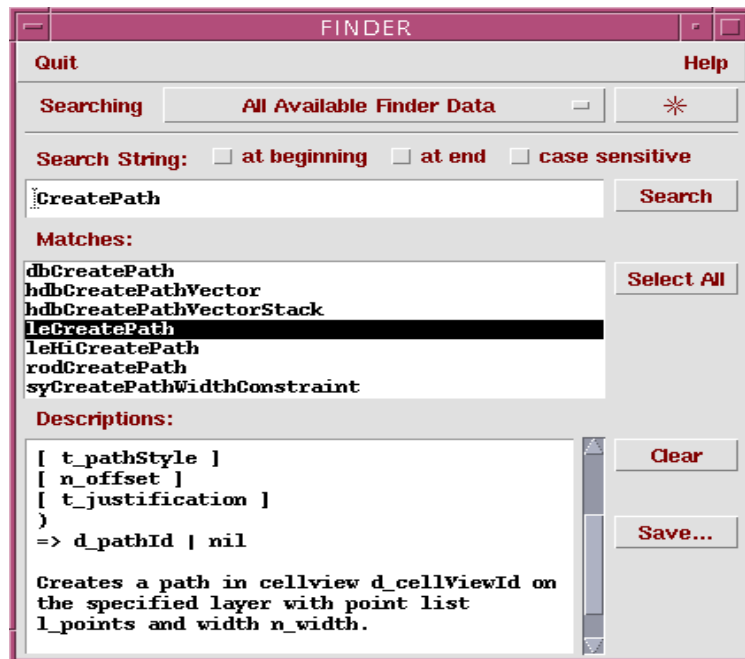 FINDER
Quit Help
Searching All Available Finder Data
Search String: at beginning at end case sensitive
CreatePath Search
Matches:
dbCreatePath
hdbCreatePathVector
hdbCreatePathVectorStack
leCreatePath
leHiCreatePath
rodCreatePath
syCreatePathWidthConstraint
Select All
Descriptions:
[ t_pathStyle ]
[ n_offset ]
[ t_justification ]
)
=> d_pathId | nil
Creates a path in cellview d_cellViewId on
the specified layer with point list
l_points and width n_width.
Clear
Save...